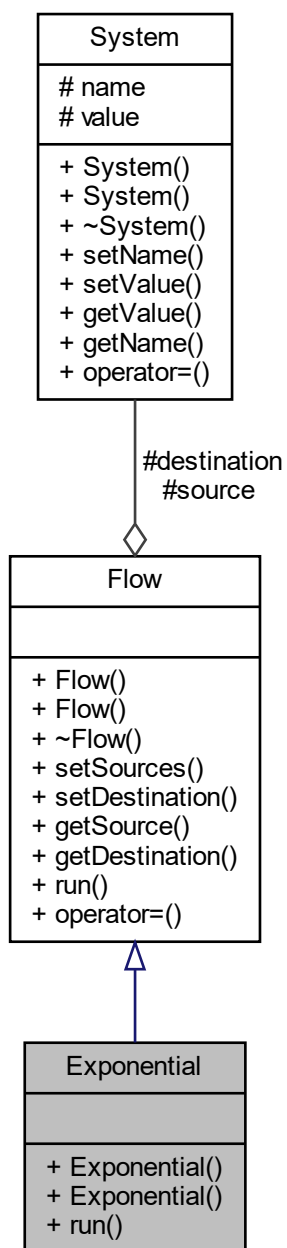 System
# name
# value
+ System()
+ System()
+ ~System()
+ setName()
+ setValue()
+ getValue()
+ getName()
+ operator=()
#destination
#source
Flow
+ Flow()
+ Flow()
+ ~Flow()
+ setSources()
+ setDestination()
+ getSource()
+ getDestination()
+ run()
+ operator=()
Exponential
+ Exponential()
+ Exponential()
+ run()